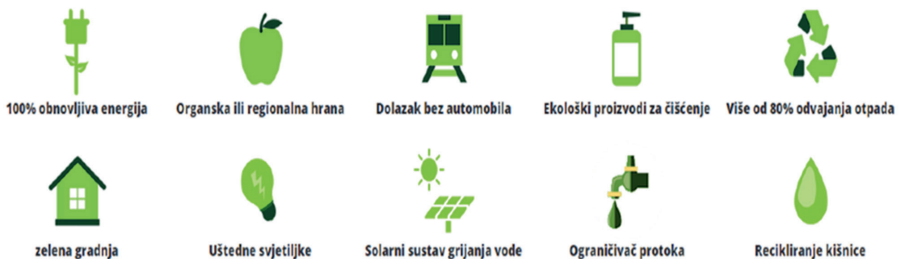 100% obnovljiva energija
Organska ili regionalna hrana
Dolazak bez automobila
Ekološki proizvodi za čišćenje
Više od 80% odvajanja otpada
zelena gradnja
Uštedne svjetiljke
Solarni sustav grijanja vode
Ograničivač protoka
Recikliranje kišnice